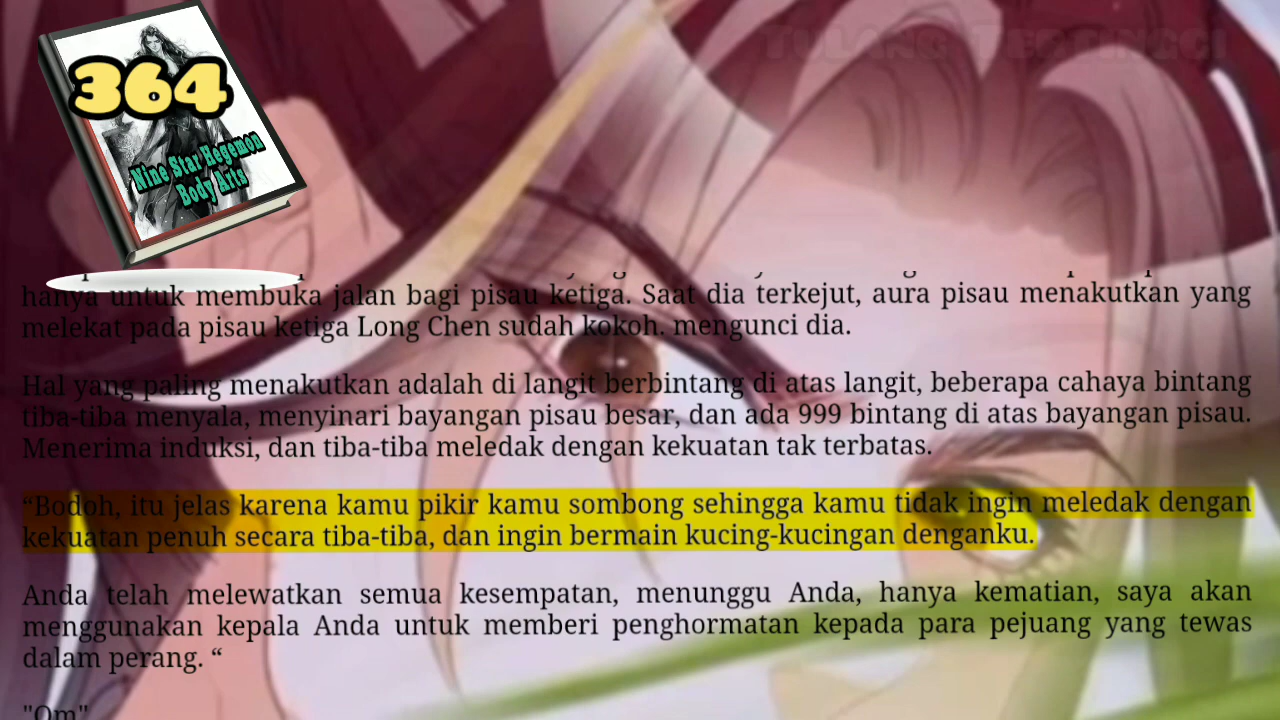 TULANG
364
Nine Star Hegemon
Body Arts
hanya untuk membuka jalan bagi pisau ketiga. Saat dia terkejut, aura pisau menakutkan yang
melekat pada pisau ketiga Long Chen sudah kokoh. mengunci dia.
Hal yang paling menakutkan adalah di langit berbintang di atas langit, beberapa cahaya bintang
tiba-tiba menyala, menyinari bayangan pisau besar, dan ada 999 bintang di atas bayangan pisau.
Menerima induksi, dan tiba-tiba meledak dengan kekuatan tak terbatas.
“Bodoh, itu jelas karena kamu pikir kamu sombong sehingga kamu tidak ingin meledak dengan
kekuatan penuh secara tiba-tiba, dan ingin bermain kucing-kucingan denganku.
Anda telah melewatkan semua kesempatan, menunggu Anda, hanya kematian, saya akan
menggunakan kepala Anda untuk memberi penghormatan kepada para pejuang yang tewas
dalam perang. “
"Om"